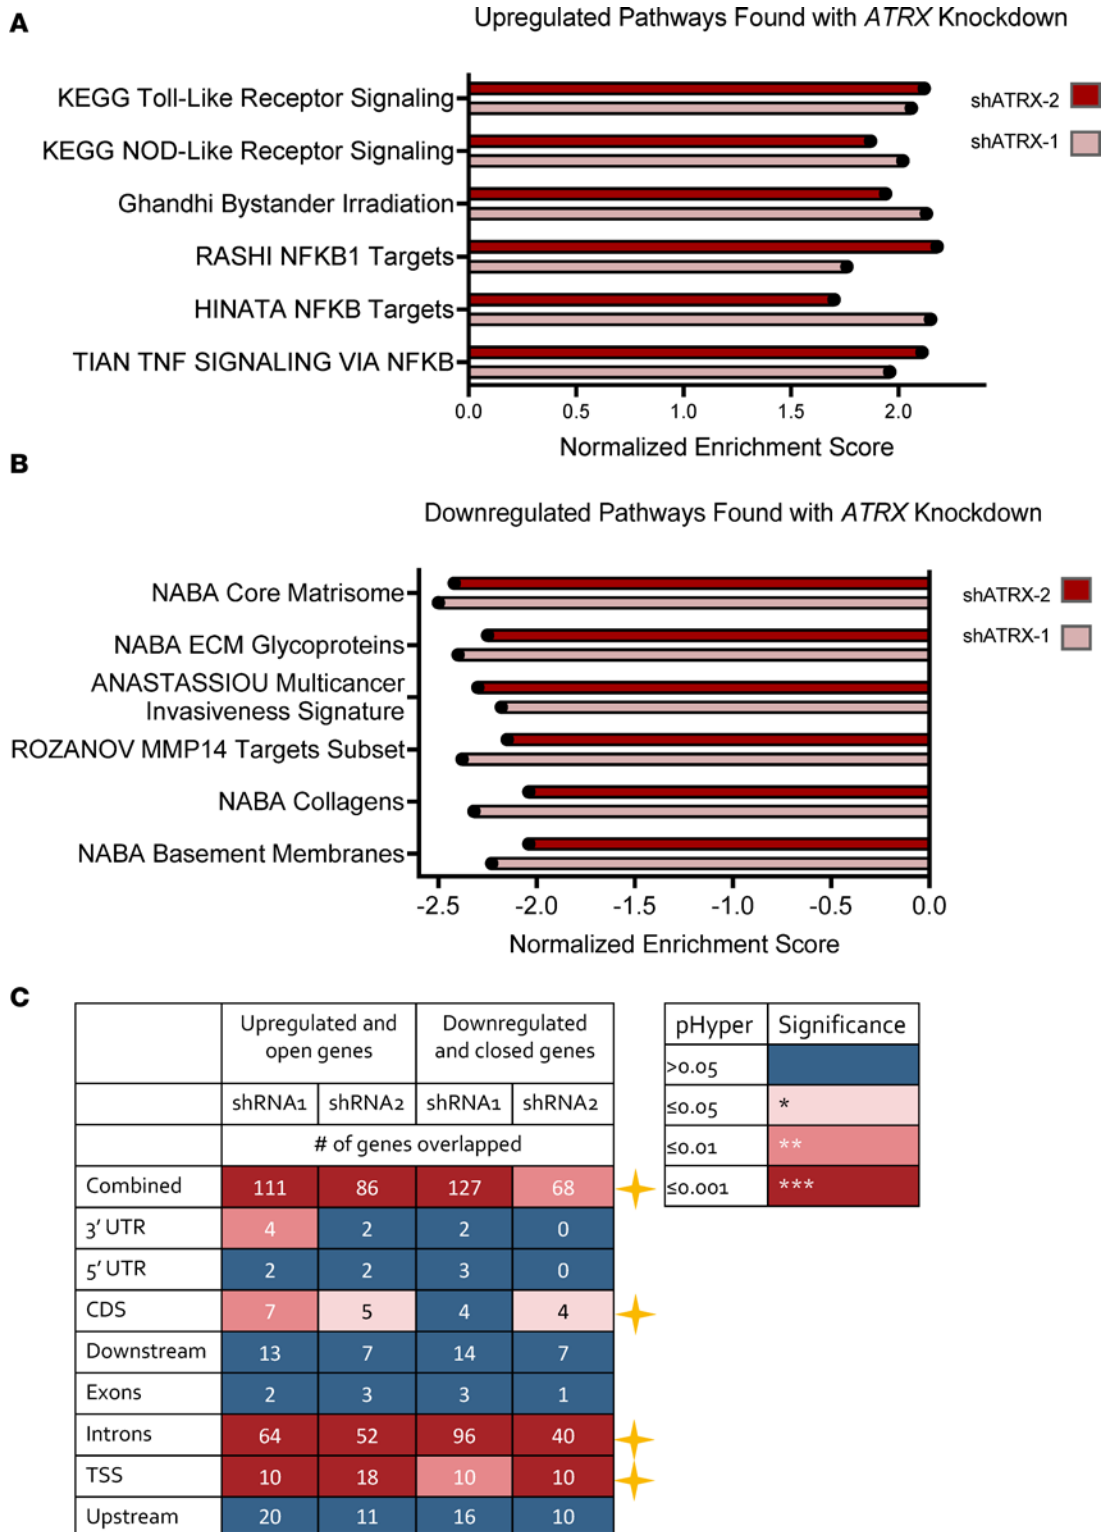 A
Upregulated Pathways Found with ATRX Knockdown
KEGG Toll-Like Receptor Signaling
KEGG NOD-Like Receptor Signaling
Ghandhi Bystander Irradiation
RASHI NFKB1 Targets
HINATA NFKB Targets
TIAN TNF SIGNALING VIA NFKB
shATRX-2
shATRX-1
0.0 0.5 1.0 1.5 2.0
Normalized Enrichment Score
B
Downregulated Pathways Found with ATRX Knockdown
NABA Core Matrisome
NABA ECM Glycoproteins
ANASTASSIOU Multicancer
Invasiveness Signature
ROZANOV MMP14 Targets Subset
NABA Collagens
NABA Basement Membranes
shATRX-2
shATRX-1
-2.5 -2.0 -1.5 -1.0 -0.5 0.0
Normalized Enrichment Score
C
Upregulated and
open genes
Downregulated
and closed genes
shRNA1 shRNA2 shRNA1 shRNA2
# of genes overlapped
Combined 111 86 127 68
3' UTR 4 2 2 0
5' UTR 2 2 3 0
CDS 7 5 4 4
Downstream 13 7 14 7
Exons 2 3 3 1
Introns 64 52 96 40
TSS 10 18 10 10
Upstream 20 11 16 10
pHyper Significance
>0.05
≤0.05 *
≤0.01 **
≤0.001 ***